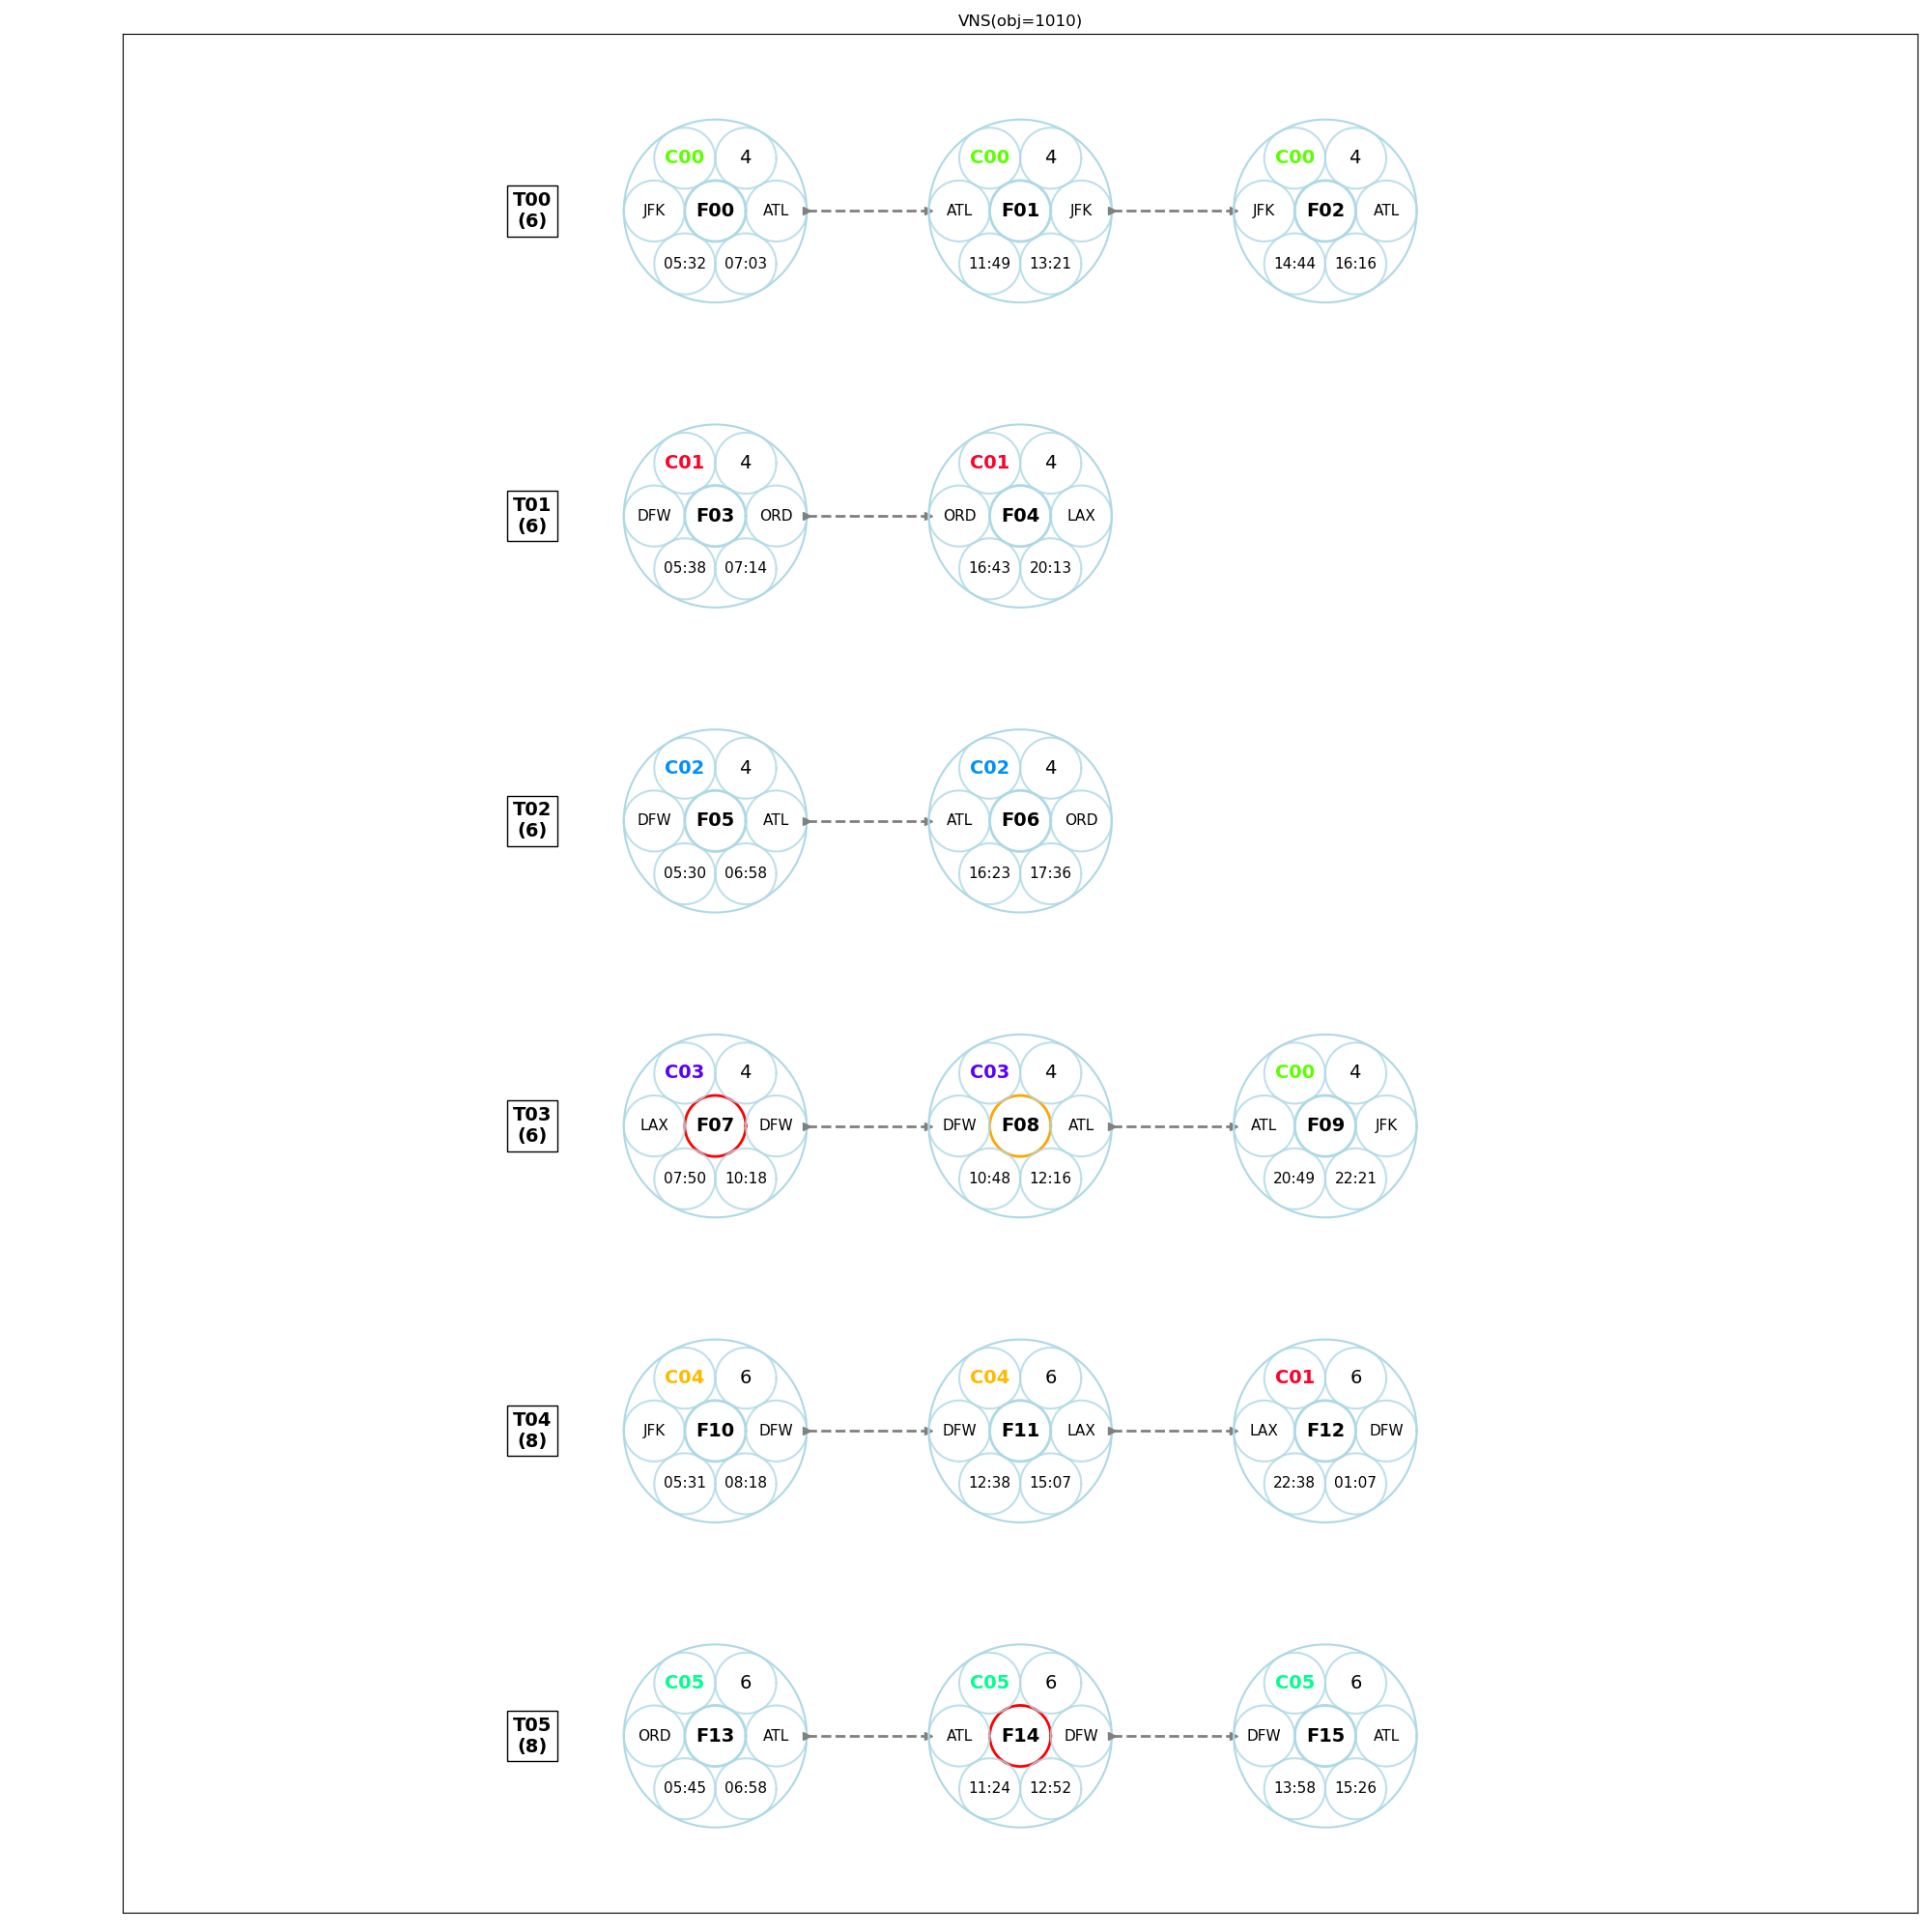 VNS(obj=1010)
C00 4 C00 4 C00 4
T00
(6)
JFK F00 ATL ATL F01 JFK JFK F02 ATL
05:32 07:03 11:49 13:21 14:44 16:16
C01 4 C01 4
T01
(6)
DFW F03 ORD ORD F04 LAX
05:38 07:14 16:43 20:13
C02 4 C02 4
T02
(6)
DFW F05 ATL ATL F06 ORD
05:30 06:58 16:23 17:36
C03 4 C03 4 C00 4
T03
(6)
LAX F07 DFW DFW F08 ATL ATL F09 JFK
07:50 10:18 10:48 12:16 20:49 22:21
C04 6 C04 6 C01 6
T04
(8)
JFK F10 DFW DFW F11 LAX LAX F12 DFW
05:31 08:18 12:38 15:07 22:38 01:07
C05 6 C05 6 C05 6
T05
(8)
ORD F13 ATL ATL F14 DFW DFW F15 ATL
05:45 06:58 11:24 12:52 13:58 15:26